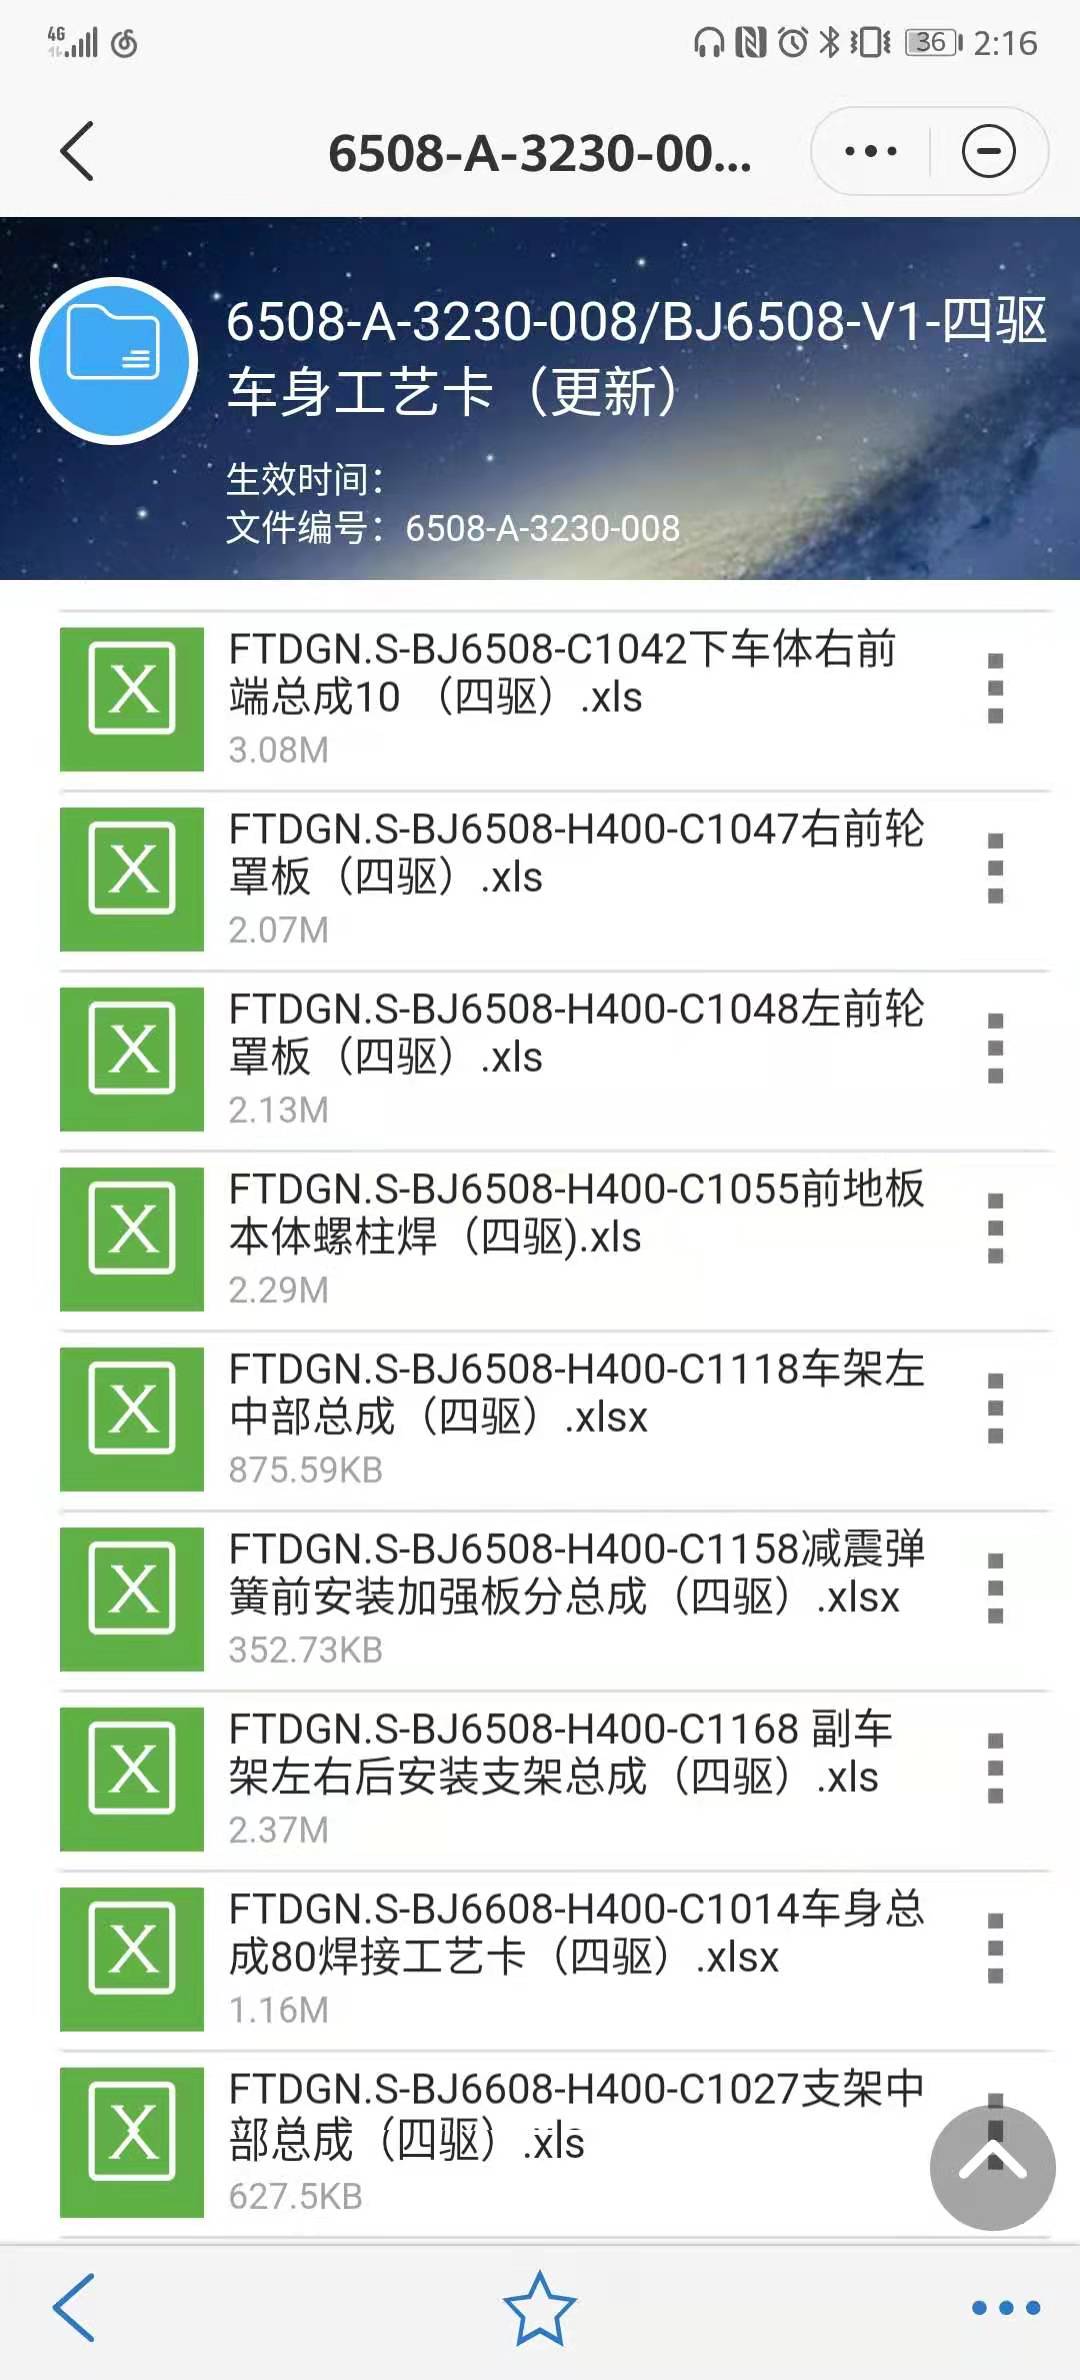 4G
36
2:16
6508-A-3230-00...
6508-A-3230-008/BJ6508-V1-四驱
车身工艺卡（更新）
生效时间：
文件编号：6508-A-3230-008
FTDGN.S-BJ6508-C1042下车体右前
端总成10 （四驱）.xls
3.08M
FTDGN.S-BJ6508-H400-C1047右前轮
罩板（四驱）.xls
2.07M
FTDGN.S-BJ6508-H400-C1048左前轮
罩板（四驱）.xls
2.13M
FTDGN.S-BJ6508-H400-C1055前地板
本体螺柱焊（四驱).xls
2.29M
FTDGN.S-BJ6508-H400-C1118车架左
中部总成（四驱）.xlsx
875.59KB
FTDGN.S-BJ6508-H400-C1158减震弹
簧前安装加强板分总成（四驱）.xlsx
352.73KB
FTDGN.S-BJ6508-H400-C1168 副车
架左右后安装支架总成（四驱）.xls
2.37M
FTDGN.S-BJ6608-H400-C1014车身总
成80焊接工艺卡（四驱）.xlsx
1.16M
FTDGN.S-BJ6608-H400-C1027支架中
部总成（四驱）.xls
627.5KB